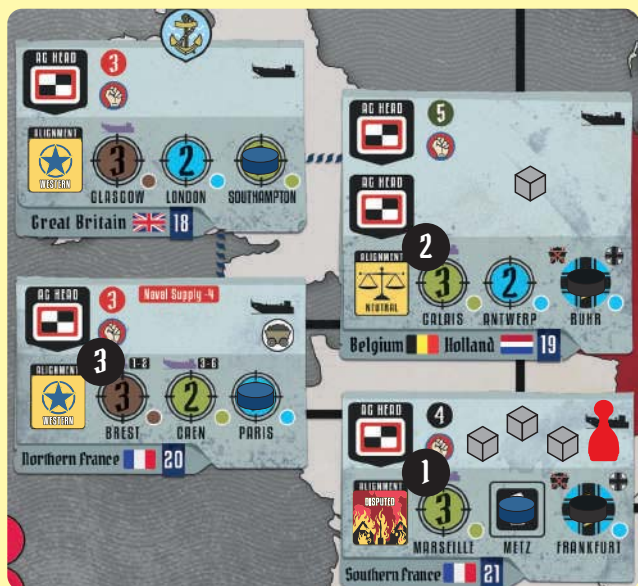 AG HEAD
3
ALIGNMENT
WESTERN
3
2
GLASGOW LONDON SOUTHAMPTON
Great Britain 18
AG HEAD
5
AG HEAD
2
ALIGNMENT
NEUTRAL
3
2
CALAIS ANTWERP RUHR
Belgium Holland 19
AG HEAD
3
Naval Supply -4
3
ALIGNMENT
WESTERN
1-2
3
3-6
2
BREST CAEN PARIS
Northern France 20
AG HEAD
4
1
ALIGNMENT
DISPUTED
3
MARSEILLE METZ FRANKFURT
Southern France 21